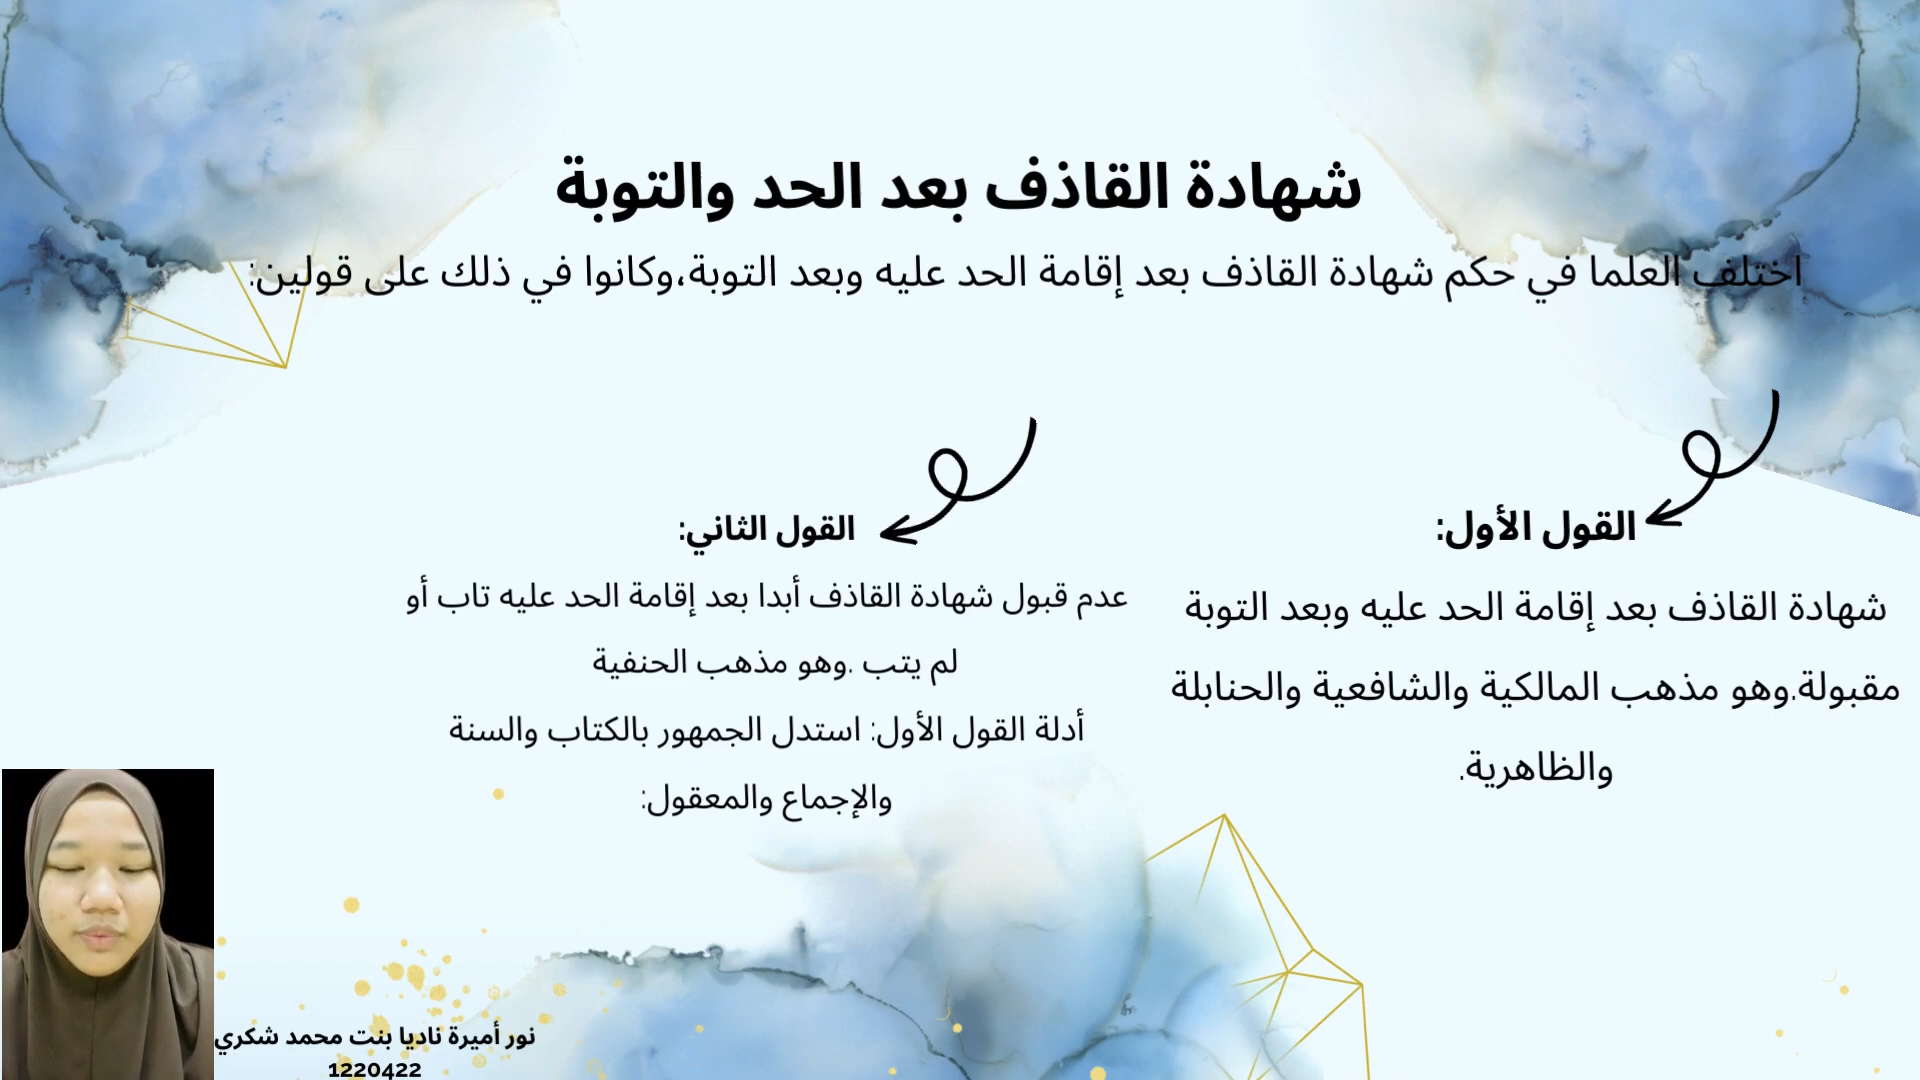 شهادة القاذف بعد الحد والتوبة
اختلف العلما في حكم شهادة القاذف بعد إقامة الحد عليه وبعد التوبة،وكانوا في ذلك على قولين:
القول الأول:
شهادة القاذف بعد إقامة الحد عليه وبعد التوبة
مقبولة.وهو مذهب المالكية والشافعية والحنابلة
والظاهرية.
القول الثاني:
عدم قبول شهادة القاذف أبدا بعد إقامة الحد عليه تاب أو
لم يتب .وهو مذهب الحنفية
أدلة القول الأول: استدل الجمهور بالكتاب والسنة
والإجماع والمعقول:
نور أميرة ناديا بنت محمد شكري
1220422